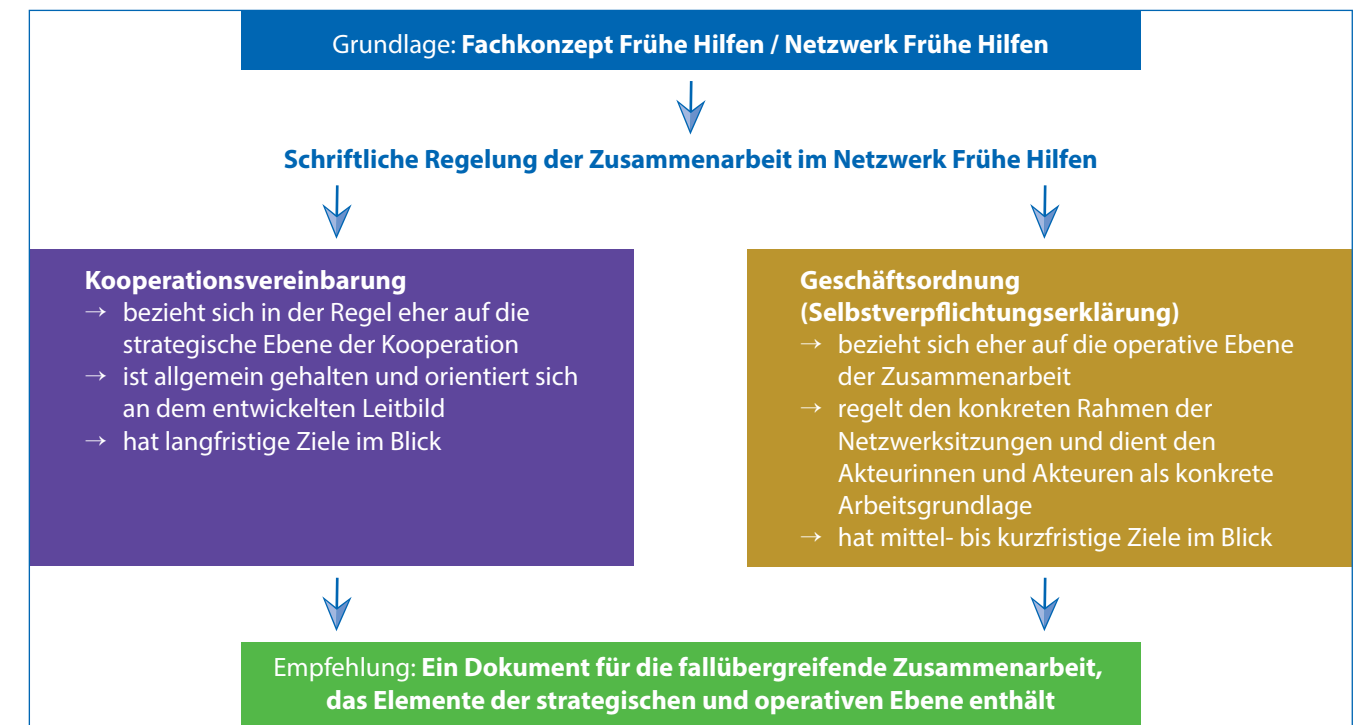 Grundlage: Fachkonzept Frühe Hilfen / Netzwerk Frühe Hilfen
Schriftliche Regelung der Zusammenarbeit im Netzwerk Frühe Hilfen
Kooperationsvereinbarung
→ bezieht sich in der Regel eher auf die
strategische Ebene der Kooperation
→ ist allgemein gehalten und orientiert sich
an dem entwickelten Leitbild
→ hat langfristige Ziele im Blick
Geschäftsordnung
(Selbstverpflichtungserklärung)
→ bezieht sich eher auf die operative Ebene
der Zusammenarbeit
→ regelt den konkreten Rahmen der
Netzwerksitzungen und dient den
Akteurinnen und Akteuren als konkrete
Arbeitsgrundlage
→ hat mittel- bis kurzfristige Ziele im Blick
Empfehlung: Ein Dokument für die fallübergreifende Zusammenarbeit,
das Elemente der strategischen und operativen Ebene enthält